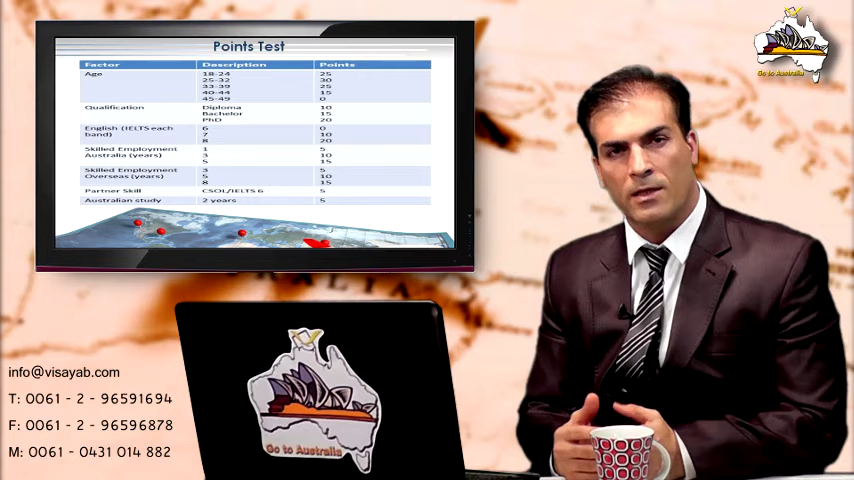 Points Test
Factor Description Points
Age 18-24 25
25-32 30
33-39 25
40-44 15
45-49 0
Qualification Diploma 10
Bachelor 15
PhD 20
English (IELTS each band) 6 0
7 10
8 20
Skilled Employment Australia (years) 1 5
3 10
5 15
Skilled Employment Overseas (years) 3 5
5 10
8 15
Partner Skill CSOL/IELTS 6 5
Australian study 2 years 5
Go to Australia
Go to Australia
info@visayab.com
T: 0061 - 2 - 96591694
F: 0061 - 2 - 96596878
M: 0061 - 0431 014 882